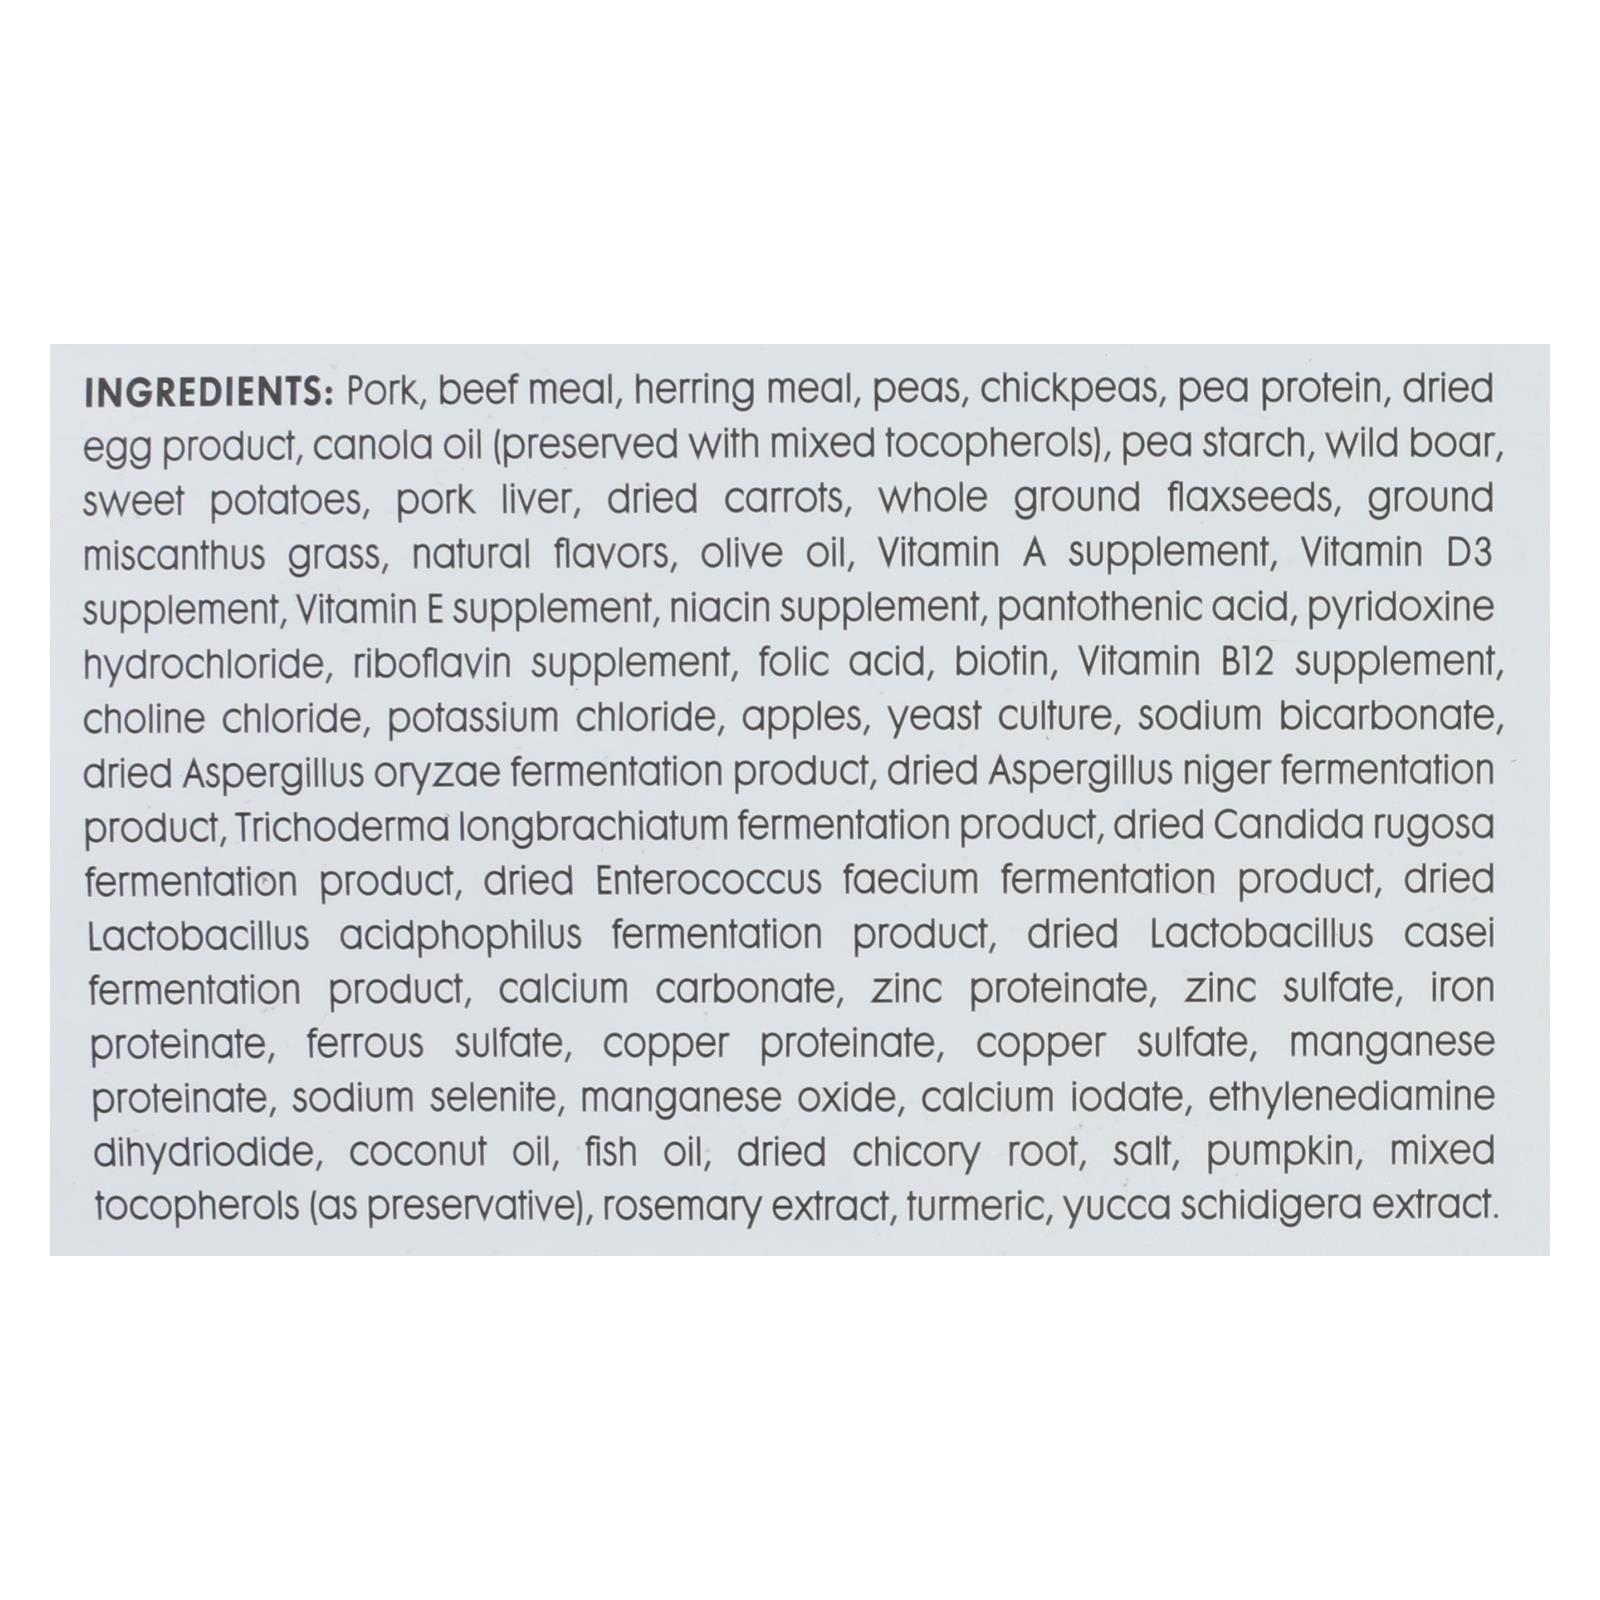 INGREDIENTS: Pork, beef meal, herring meal, peas, chickpeas, pea protein, dried
egg product, canola oil (preserved with mixed tocopherols), pea starch, wild boar,
sweet potatoes, pork liver, dried carrots, whole ground flaxseeds, ground
miscanthus grass, natural flavors, olive oil, Vitamin A supplement, Vitamin D3
supplement, Vitamin E supplement, niacin supplement, pantothenic acid, pyridoxine
hydrochloride, riboflavin supplement, folic acid, biotin, Vitamin B12 supplement,
choline chloride, potassium chloride, apples, yeast culture, sodium bicarbonate,
dried Aspergillus oryzae fermentation product, dried Aspergillus niger fermentation
product, Trichoderma longbrachiatum fermentation product, dried Candida rugosa
fermentation product, dried Enterococcus faecium fermentation product, dried
Lactobacillus acidphophilus fermentation product, dried Lactobacillus casei
fermentation product, calcium carbonate, zinc proteinate, zinc sulfate, iron
proteinate, ferrous sulfate, copper proteinate, copper sulfate, manganese
proteinate, sodium selenite, manganese oxide, calcium iodate, ethylenediamine
dihydriodide, coconut oil, fish oil, dried chicory root, salt, pumpkin, mixed
tocopherols (as preservative), rosemary extract, turmeric, yucca schidigera extract.